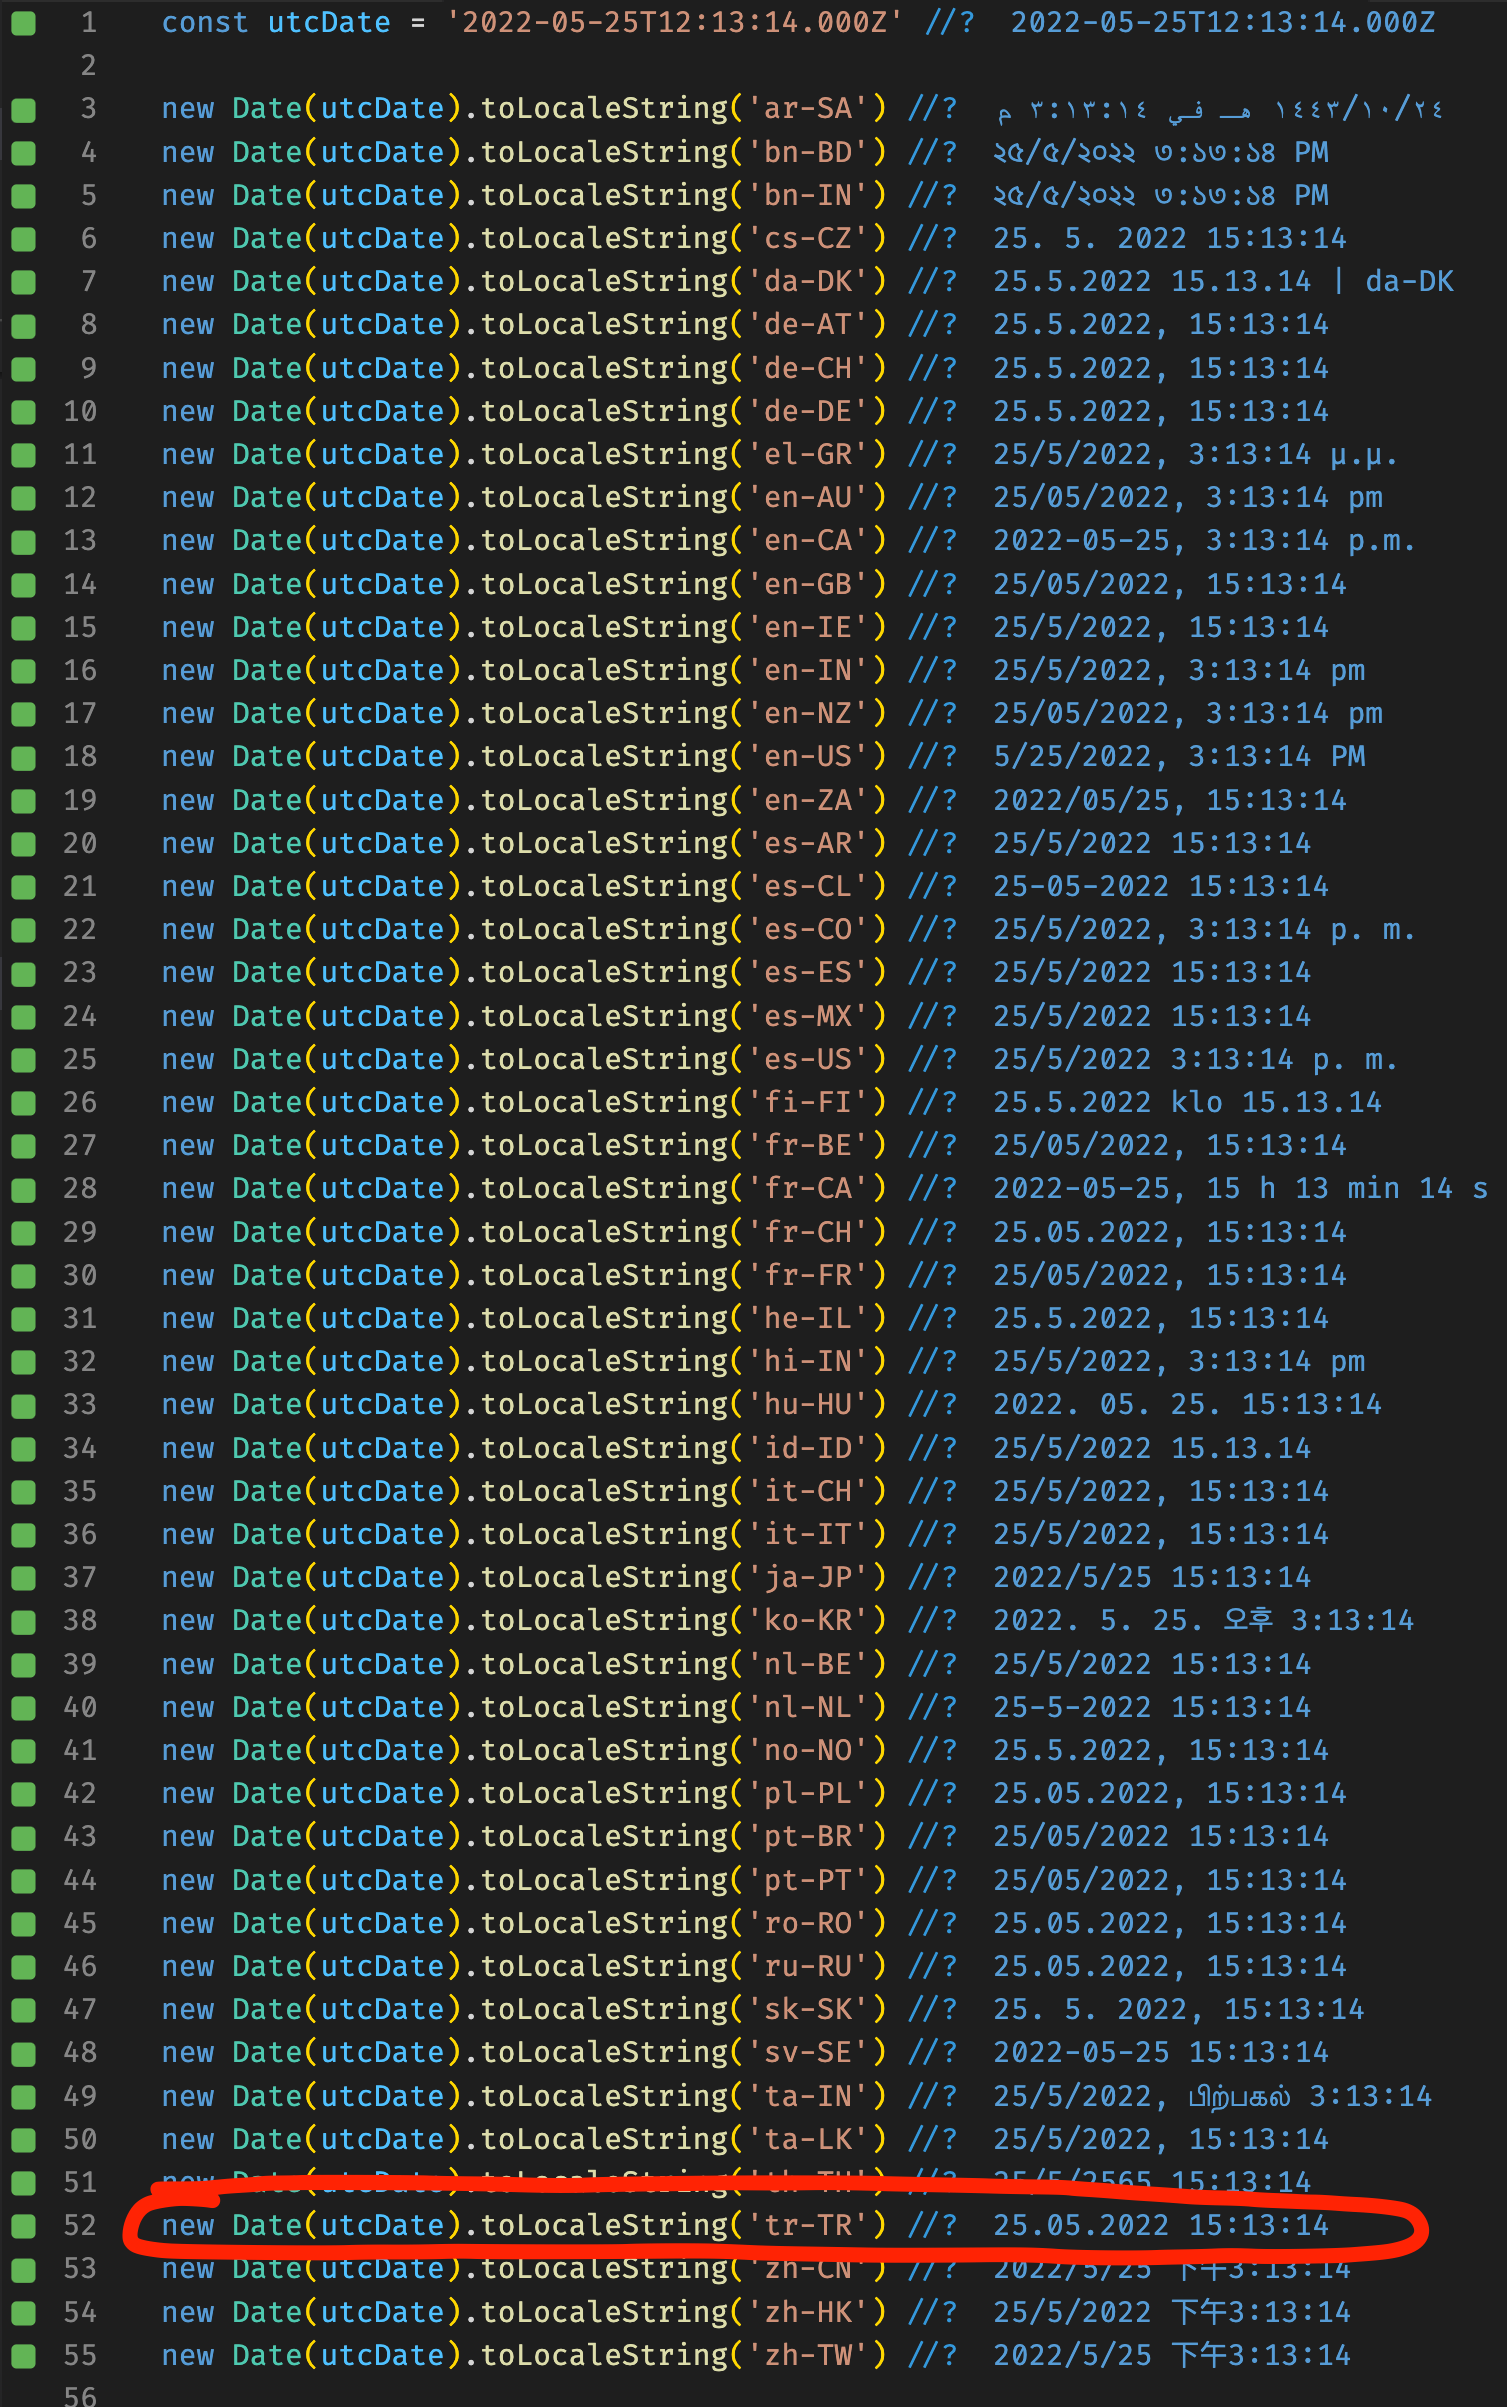 1 const utcDate = '2022-05-25T12:13:14.000Z' //? 2022-05-25T12:13:14.000Z
2
3 new Date(utcDate).toLocaleString('ar-SA') //? ٢٤‏/١٠‏/١٤٤٣ هـ في ٣:١٣:١٤ م
4 new Date(utcDate).toLocaleString('bn-BD') //? ২৫/৫/২০২২ ৩:১৩:১৪ PM
5 new Date(utcDate).toLocaleString('bn-IN') //? ২৫/৫/২০২২ ৩:১৩:১৪ PM
6 new Date(utcDate).toLocaleString('cs-CZ') //? 25. 5. 2022 15:13:14
7 new Date(utcDate).toLocaleString('da-DK') //? 25.5.2022 15.13.14 | da-DK
8 new Date(utcDate).toLocaleString('de-AT') //? 25.5.2022, 15:13:14
9 new Date(utcDate).toLocaleString('de-CH') //? 25.5.2022, 15:13:14
10 new Date(utcDate).toLocaleString('de-DE') //? 25.5.2022, 15:13:14
11 new Date(utcDate).toLocaleString('el-GR') //? 25/5/2022, 3:13:14 μ.μ.
12 new Date(utcDate).toLocaleString('en-AU') //? 25/05/2022, 3:13:14 pm
13 new Date(utcDate).toLocaleString('en-CA') //? 2022-05-25, 3:13:14 p.m.
14 new Date(utcDate).toLocaleString('en-GB') //? 25/05/2022, 15:13:14
15 new Date(utcDate).toLocaleString('en-IE') //? 25/5/2022, 15:13:14
16 new Date(utcDate).toLocaleString('en-IN') //? 25/5/2022, 3:13:14 pm
17 new Date(utcDate).toLocaleString('en-NZ') //? 25/05/2022, 3:13:14 pm
18 new Date(utcDate).toLocaleString('en-US') //? 5/25/2022, 3:13:14 PM
19 new Date(utcDate).toLocaleString('en-ZA') //? 2022/05/25, 15:13:14
20 new Date(utcDate).toLocaleString('es-AR') //? 25/5/2022 15:13:14
21 new Date(utcDate).toLocaleString('es-CL') //? 25-05-2022 15:13:14
22 new Date(utcDate).toLocaleString('es-CO') //? 25/5/2022, 3:13:14 p. m.
23 new Date(utcDate).toLocaleString('es-ES') //? 25/5/2022 15:13:14
24 new Date(utcDate).toLocaleString('es-MX') //? 25/5/2022 15:13:14
25 new Date(utcDate).toLocaleString('es-US') //? 25/5/2022 3:13:14 p. m.
26 new Date(utcDate).toLocaleString('fi-FI') //? 25.5.2022 klo 15.13.14
27 new Date(utcDate).toLocaleString('fr-BE') //? 25/05/2022, 15:13:14
28 new Date(utcDate).toLocaleString('fr-CA') //? 2022-05-25, 15 h 13 min 14 s
29 new Date(utcDate).toLocaleString('fr-CH') //? 25.05.2022, 15:13:14
30 new Date(utcDate).toLocaleString('fr-FR') //? 25/05/2022, 15:13:14
31 new Date(utcDate).toLocaleString('he-IL') //? 25.5.2022, 15:13:14
32 new Date(utcDate).toLocaleString('hi-IN') //? 25/5/2022, 3:13:14 pm
33 new Date(utcDate).toLocaleString('hu-HU') //? 2022. 05. 25. 15:13:14
34 new Date(utcDate).toLocaleString('id-ID') //? 25/5/2022 15.13.14
35 new Date(utcDate).toLocaleString('it-CH') //? 25/5/2022, 15:13:14
36 new Date(utcDate).toLocaleString('it-IT') //? 25/5/2022, 15:13:14
37 new Date(utcDate).toLocaleString('ja-JP') //? 2022/5/25 15:13:14
38 new Date(utcDate).toLocaleString('ko-KR') //? 2022. 5. 25. 오후 3:13:14
39 new Date(utcDate).toLocaleString('nl-BE') //? 25/5/2022 15:13:14
40 new Date(utcDate).toLocaleString('nl-NL') //? 25-5-2022 15:13:14
41 new Date(utcDate).toLocaleString('no-NO') //? 25.5.2022, 15:13:14
42 new Date(utcDate).toLocaleString('pl-PL') //? 25.05.2022, 15:13:14
43 new Date(utcDate).toLocaleString('pt-BR') //? 25/05/2022 15:13:14
44 new Date(utcDate).toLocaleString('pt-PT') //? 25/05/2022, 15:13:14
45 new Date(utcDate).toLocaleString('ro-RO') //? 25.05.2022, 15:13:14
46 new Date(utcDate).toLocaleString('ru-RU') //? 25.05.2022, 15:13:14
47 new Date(utcDate).toLocaleString('sk-SK') //? 25. 5. 2022, 15:13:14
48 new Date(utcDate).toLocaleString('sv-SE') //? 2022-05-25 15:13:14
49 new Date(utcDate).toLocaleString('ta-IN') //? 25/5/2022, பிற்பகல் 3:13:14
50 new Date(utcDate).toLocaleString('ta-LK') //? 25/5/2022, 15:13:14
51 new Date(utcDate).toLocaleString('th-TH') //? 25/5/2565 15:13:14
52 new Date(utcDate).toLocaleString('tr-TR') //? 25.05.2022 15:13:14
53 new Date(utcDate).toLocaleString('zh-CN') //? 2022/5/25 下午3:13:14
54 new Date(utcDate).toLocaleString('zh-HK') //? 25/5/2022 下午3:13:14
55 new Date(utcDate).toLocaleString('zh-TW') //? 2022/5/25 下午3:13:14
56